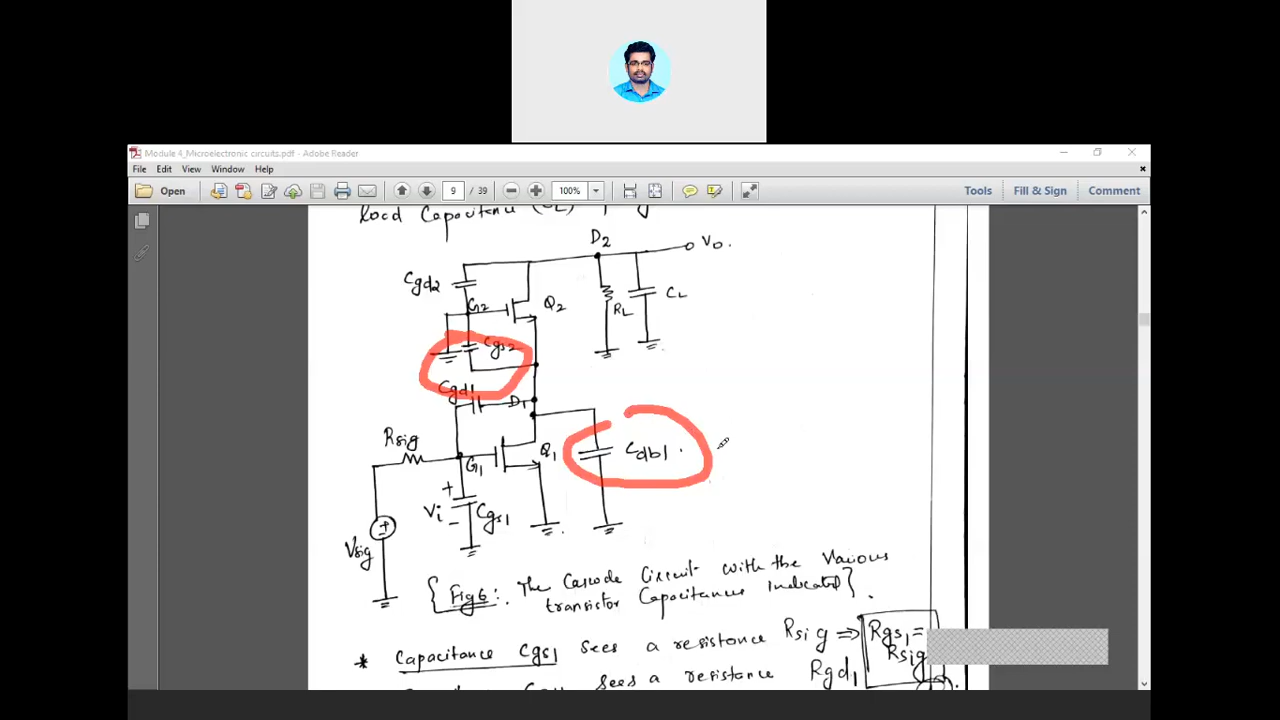 Module 4_Microelectronic circuits.pdf - Adobe Reader
File Edit View Window Help
Open 9 / 39 100% Tools Fill & Sign Comment
load Capacitance (CL)
D2
Vo.
Cgd2
G2
Q2
RL
CL
Cgs2
Cgd1
D1
Rsig
G1
Q1
Cdb1.
+
Vi
-
Cgs1
Vsig
{ Fig 6: The Cascode Circuit with the Various
transistor Capacitances indicated } .
* Capacitance Cgs1 sees a resistance Rsig ⇒ Rgs1 =
Rsig
sees a resistance Rgd1